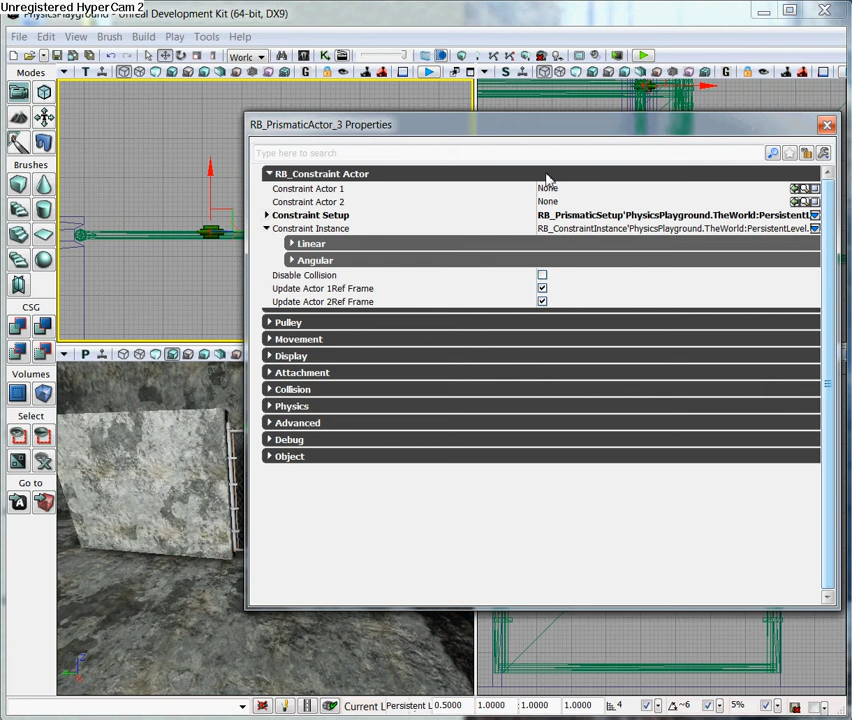 Unregistered HyperCam 2
PhysicsPlayground - Unreal Development Kit (64-bit, DX9)
File Edit View Brush Build Play Tools Help
World
Modes
T
G
S
G
RB_PrismaticActor_3 Properties
Type here to search
RB_Constraint Actor
Constraint Actor 1 None
Constraint Actor 2 None
Constraint Setup RB_PrismaticSetup'PhysicsPlayground.TheWorld:PersistentL
Constraint Instance RB_ConstraintInstance'PhysicsPlayground.TheWorld:PersistentLevel.
Linear
Angular
Disable Collision
Update Actor 1Ref Frame
Update Actor 2Ref Frame
Pulley
Movement
Display
Attachment
Collision
Physics
Advanced
Debug
Object
Brushes
CSG
Volumes
Select
Go to
P
Current L Persistent L 0.5000 1.0000 1.0000 1.0000 4 6 5%